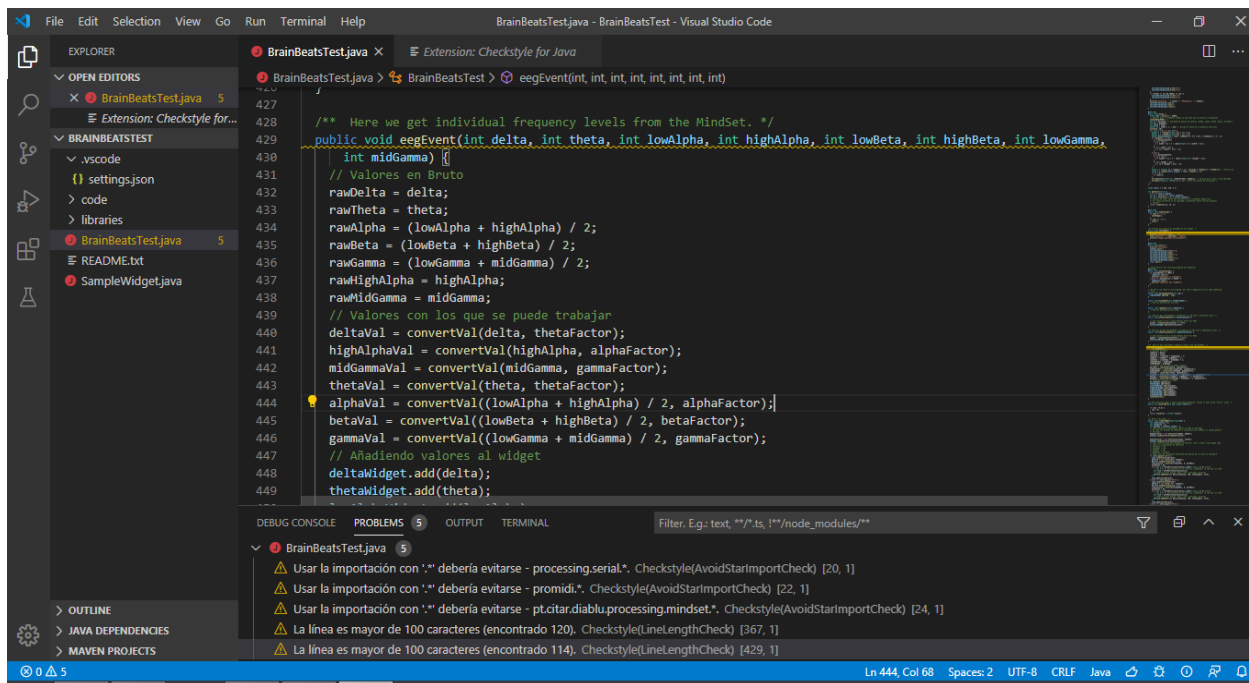 File Edit Selection View Go Run Terminal Help BrainBeatsTest.java - BrainBeatsTest - Visual Studio Code
EXPLORER
OPEN EDITORS
BrainBeatsTest.java 5
Extension: Checkstyle for...
BRAINBEATSTEST
.vscode
{} settings.json
code
libraries
BrainBeatsTest.java 5
README.txt
SampleWidget.java
OUTLINE
JAVA DEPENDENCIES
MAVEN PROJECTS
BrainBeatsTest.java Extension: Checkstyle for Java
BrainBeatsTest.java > BrainBeatsTest > eegEvent(int, int, int, int, int, int, int, int)
426 }
427
428 /** Here we get individual frequency levels from the MindSet. */
429 public void eegEvent(int delta, int theta, int lowAlpha, int highAlpha, int lowBeta, int highBeta, int lowGamma,
430 int midGamma) {
431 // Valores en Bruto
432 rawDelta = delta;
433 rawTheta = theta;
434 rawAlpha = (lowAlpha + highAlpha) / 2;
435 rawBeta = (lowBeta + highBeta) / 2;
436 rawGamma = (lowGamma + midGamma) / 2;
437 rawHighAlpha = highAlpha;
438 rawMidGamma = midGamma;
439 // Valores con los que se puede trabajar
440 deltaVal = convertVal(delta, thetaFactor);
441 highAlphaVal = convertVal(highAlpha, alphaFactor);
442 midGammaVal = convertVal(midGamma, gammaFactor);
443 thetaVal = convertVal(theta, thetaFactor);
444 alphaVal = convertVal((lowAlpha + highAlpha) / 2, alphaFactor);
445 betaVal = convertVal((lowBeta + highBeta) / 2, betaFactor);
446 gammaVal = convertVal((lowGamma + midGamma) / 2, gammaFactor);
447 // Añadiendo valores al widget
448 deltaWidget.add(delta);
449 thetaWidget.add(theta);
DEBUG CONSOLE PROBLEMS 5 OUTPUT TERMINAL Filter. E.g.: text, **/*.ts, !**/node_modules/**
BrainBeatsTest.java 5
Usar la importación con '.*' debería evitarse - processing.serial.*. Checkstyle(AvoidStarImportCheck) [20, 1]
Usar la importación con '.*' debería evitarse - promidi.*. Checkstyle(AvoidStarImportCheck) [22, 1]
Usar la importación con '.*' debería evitarse - pt.citar.diablu.processing.mindset.*. Checkstyle(AvoidStarImportCheck) [24, 1]
La línea es mayor de 100 caracteres (encontrado 120). Checkstyle(LineLengthCheck) [367, 1]
La línea es mayor de 100 caracteres (encontrado 114). Checkstyle(LineLengthCheck) [429, 1]
0 5 Ln 444, Col 68 Spaces: 2 UTF-8 CRLF Java